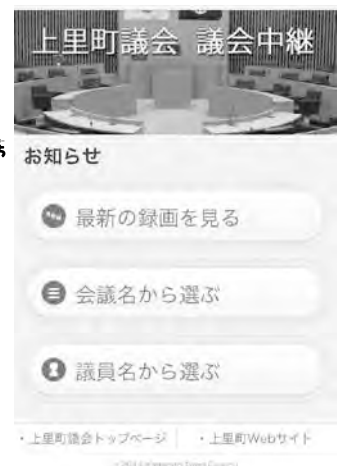 上里町議会 議会中継
お知らせ
最新の録画を見る
会議名から選ぶ
議員名から選ぶ
・上里町議会トップページ ・上里町Webサイト